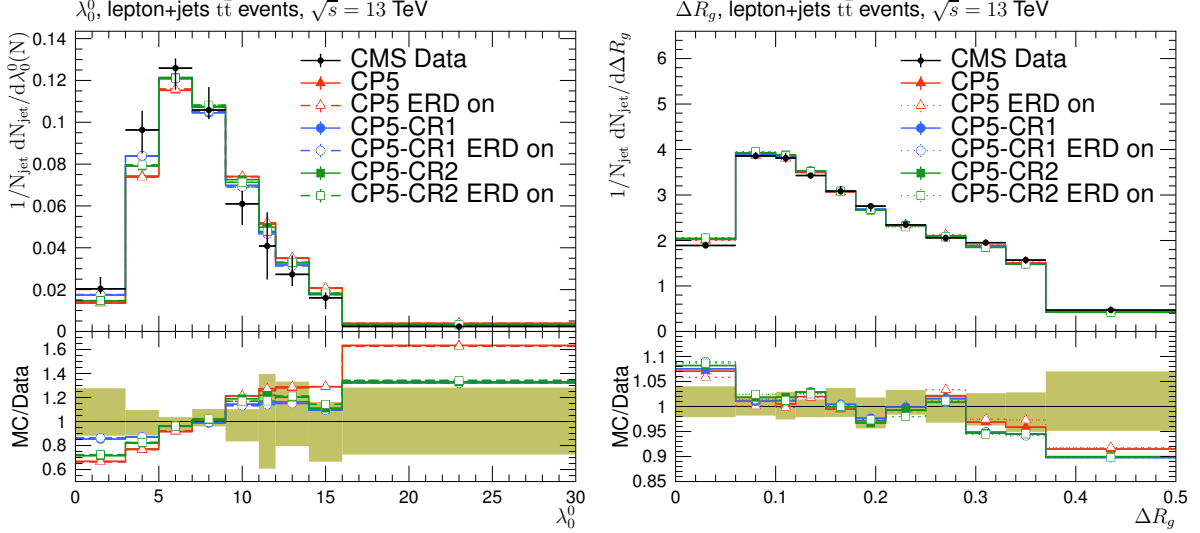 λ₀⁰, lepton+jets tt̄ events, √s = 13 TeV
1/N_jet dN_jet/dλ₀⁰(N)
0.14
0.12
0.1
0.08
0.06
0.04
0.02
0
CMS Data
CP5
CP5 ERD on
CP5-CR1
CP5-CR1 ERD on
CP5-CR2
CP5-CR2 ERD on
MC/Data
1.6
1.4
1.2
1
0.8
0.6
0 5 10 15 20 25 30
λ₀⁰
ΔR_g, lepton+jets tt̄ events, √s = 13 TeV
1/N_jet dN_jet/dΔR_g
7
6
5
4
3
2
1
0
CMS Data
CP5
CP5 ERD on
CP5-CR1
CP5-CR1 ERD on
CP5-CR2
CP5-CR2 ERD on
MC/Data
1.1
1.05
1
0.95
0.9
0.85
0 0.1 0.2 0.3 0.4 0.5
ΔR_g